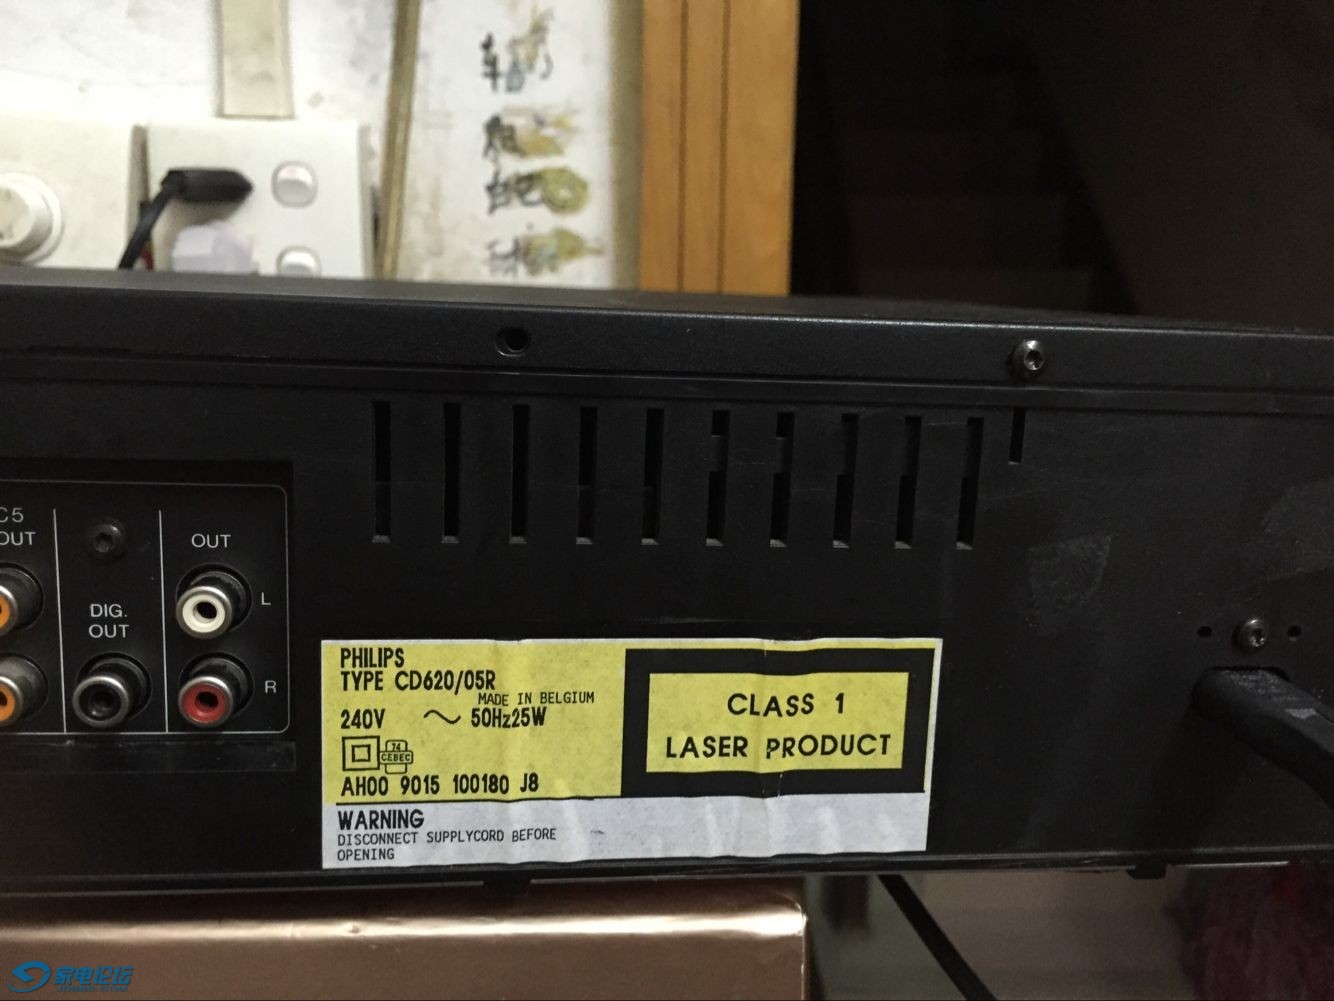 蛇
C5
OUT
DIG.
OUT
OUT
L
R
PHILIPS
TYPE CD620/05R
MADE IN BELGIUM
240V ~ 50Hz25W
74
CEBEC
AH00 9015 100180 J8
CLASS 1
LASER PRODUCT
WARNING
DISCONNECT SUPPLYCORD BEFORE
OPENING
家电论坛